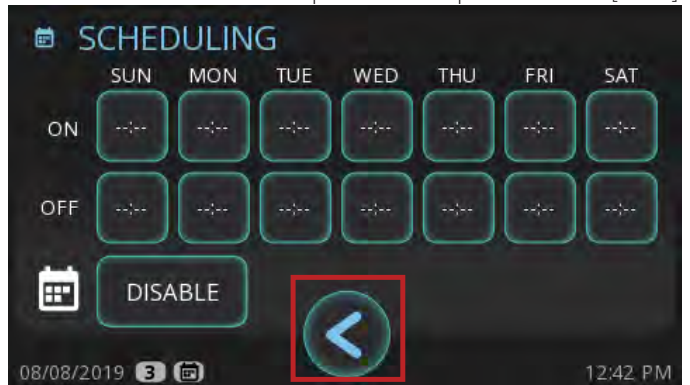 SCHEDULING
SUN MON TUE WED THU FRI SAT
ON --:-- --:-- --:-- --:-- --:-- --:-- --:--
OFF --:-- --:-- --:-- --:-- --:-- --:-- --:--
DISABLE
08/08/2019 3 12:42 PM